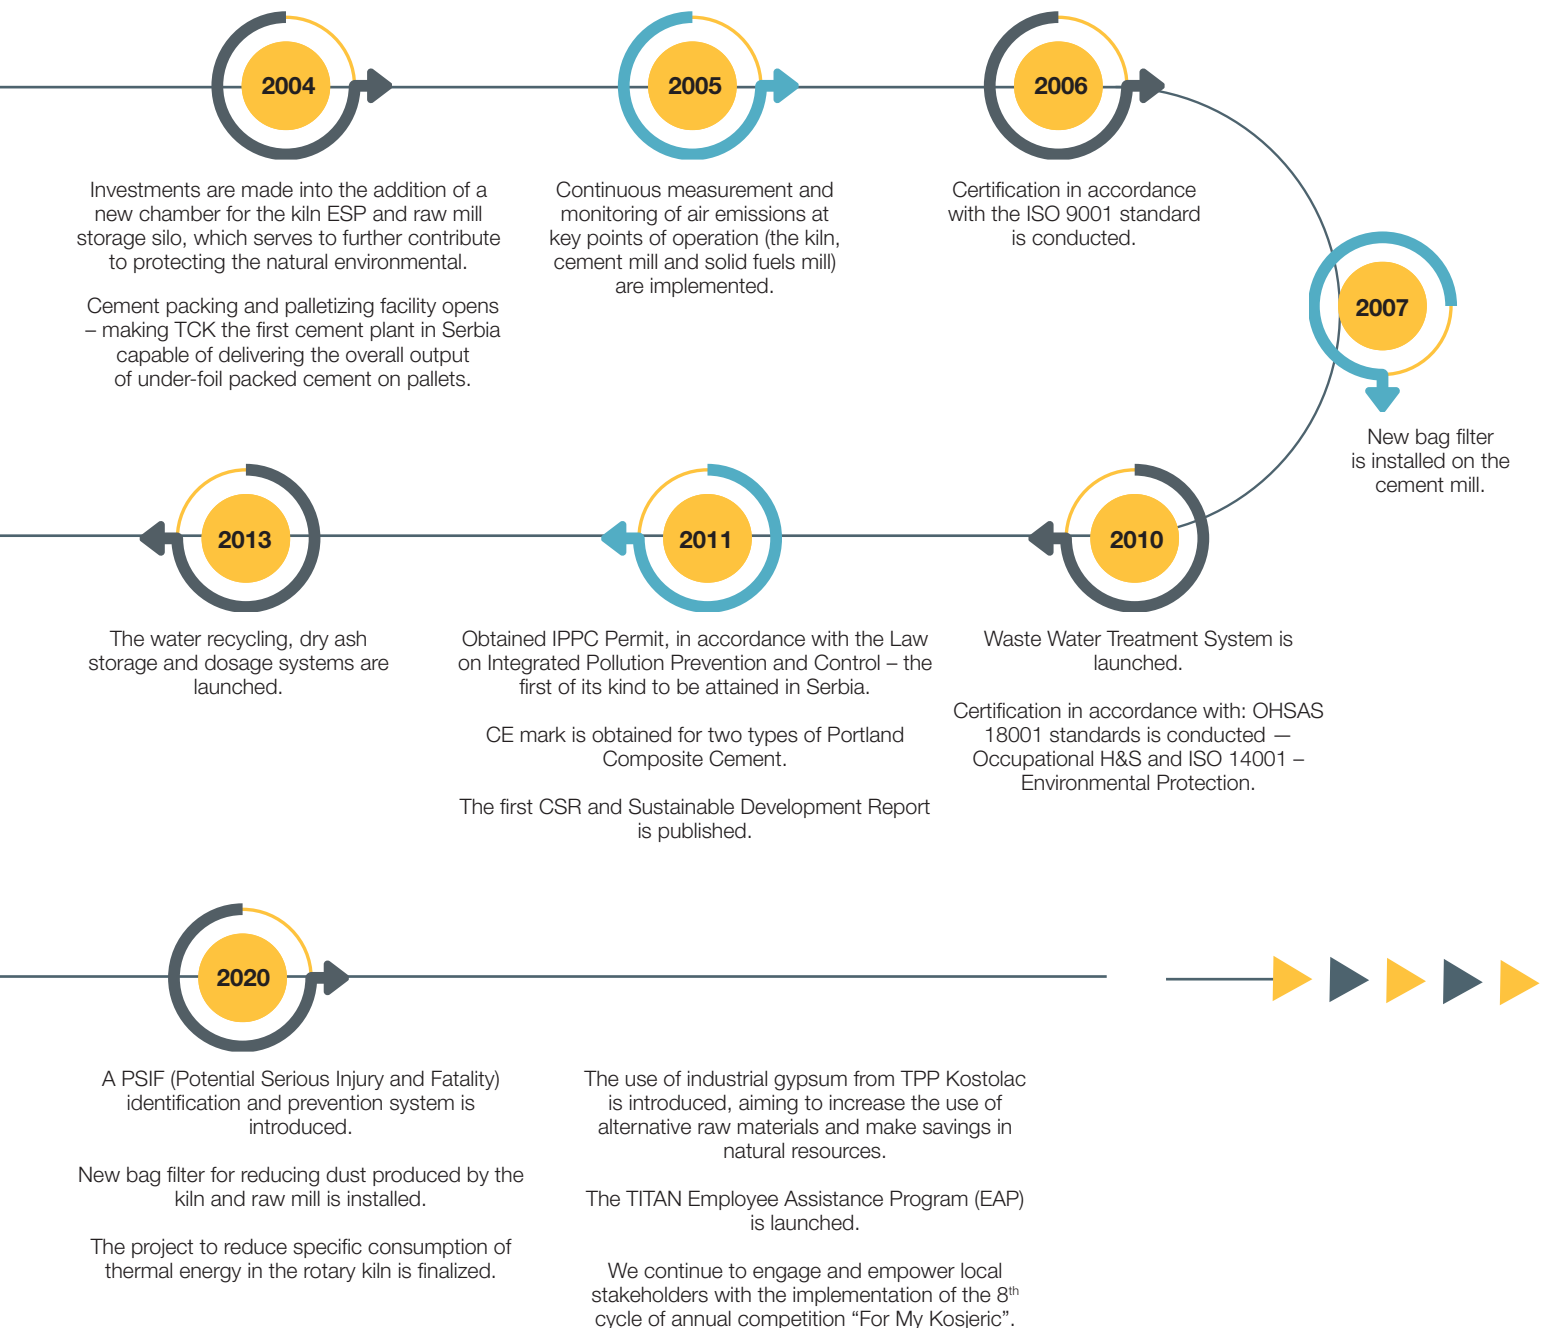 2004
Investments are made into the addition of a
new chamber for the kiln ESP and raw mill
storage silo, which serves to further contribute
to protecting the natural environmental.
Cement packing and palletizing facility opens
– making TCK the first cement plant in Serbia
capable of delivering the overall output
of under-foil packed cement on pallets.
2005
Continuous measurement and
monitoring of air emissions at
key points of operation (the kiln,
cement mill and solid fuels mill)
are implemented.
2006
Certification in accordance
with the ISO 9001 standard
is conducted.
2007
New bag filter
is installed on the
cement mill.
2010
Waste Water Treatment System is
launched.
Certification in accordance with: OHSAS
18001 standards is conducted —
Occupational H&S and ISO 14001 –
Environmental Protection.
2011
Obtained IPPC Permit, in accordance with the Law
on Integrated Pollution Prevention and Control – the
first of its kind to be attained in Serbia.
CE mark is obtained for two types of Portland
Composite Cement.
The first CSR and Sustainable Development Report
is published.
2013
The water recycling, dry ash
storage and dosage systems are
launched.
2020
A PSIF (Potential Serious Injury and Fatality)
identification and prevention system is
introduced.
New bag filter for reducing dust produced by the
kiln and raw mill is installed.
The project to reduce specific consumption of
thermal energy in the rotary kiln is finalized.
The use of industrial gypsum from TPP Kostolac
is introduced, aiming to increase the use of
alternative raw materials and make savings in
natural resources.
The TITAN Employee Assistance Program (EAP)
is launched.
We continue to engage and empower local
stakeholders with the implementation of the 8th
cycle of annual competition “For My Kosjeric”.